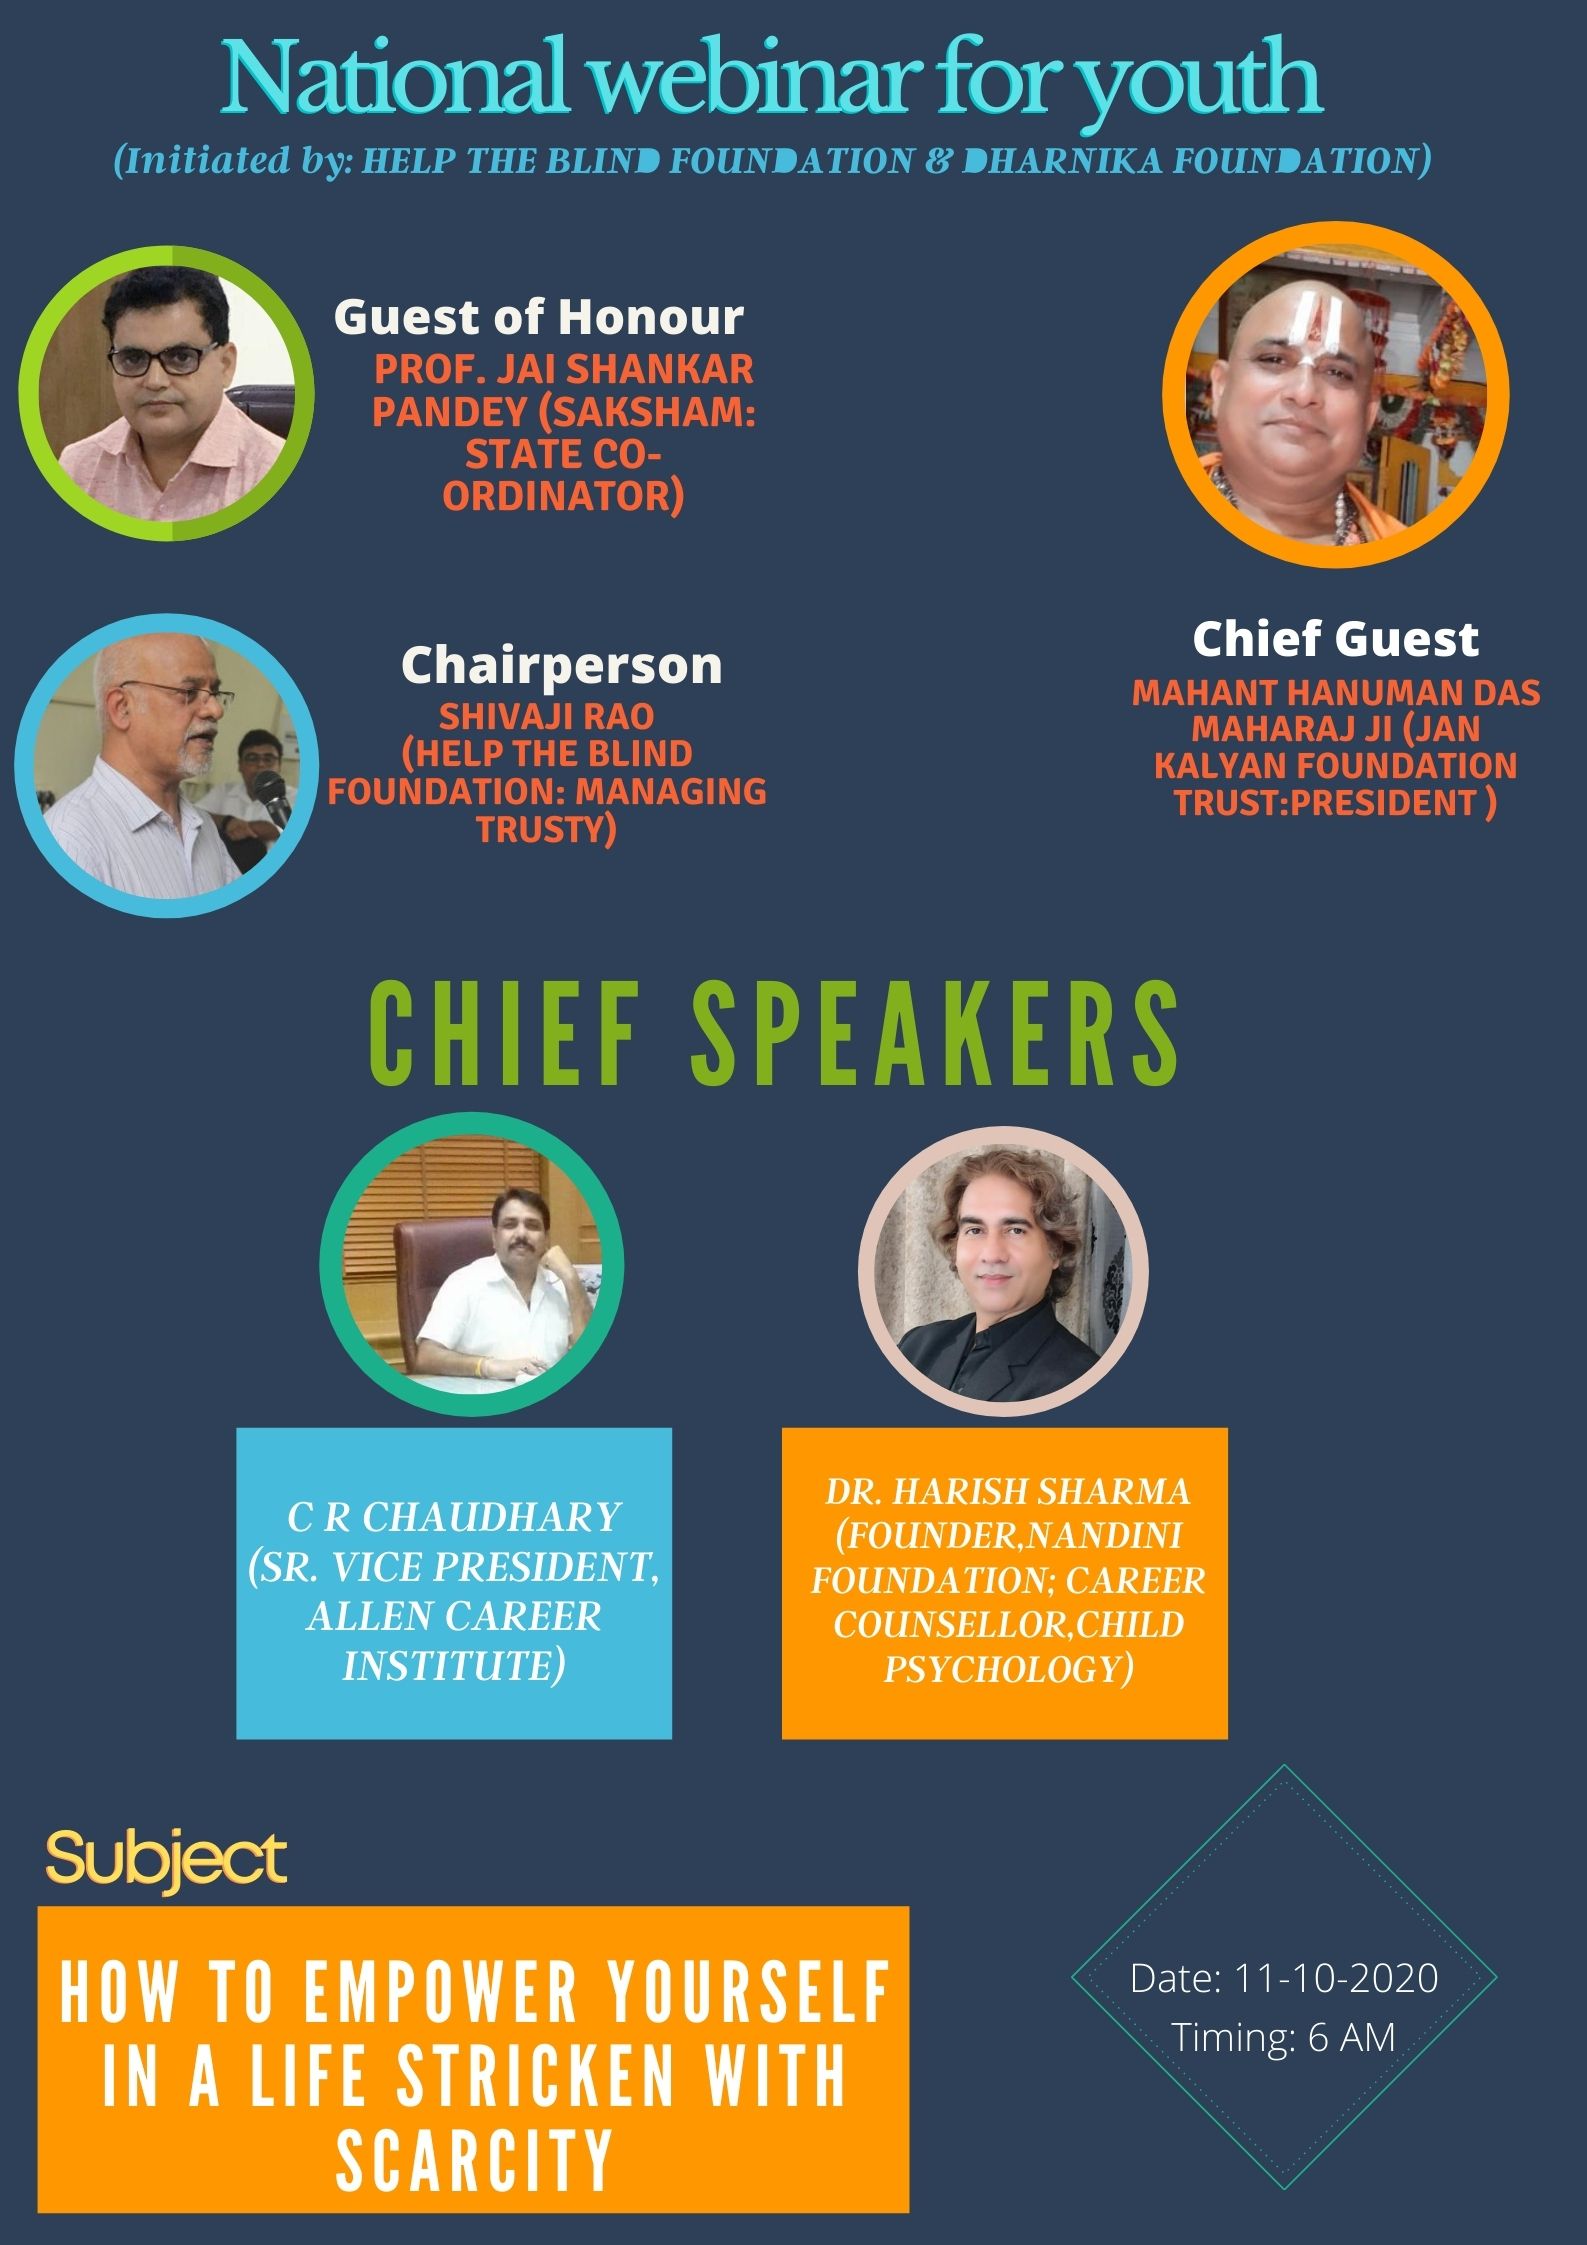 National webinar for youth
(Initiated by: HELP THE BLIND FOUNDATION & DHARNIKA FOUNDATION)
Guest of Honour
PROF. JAI SHANKAR
PANDEY (SAKSHAM:
STATE CO-
ORDINATOR)
Chairperson
SHIVAJI RAO
(HELP THE BLIND
FOUNDATION: MANAGING
TRUSTY)
Chief Guest
MAHANT HANUMAN DAS
MAHARAJ JI (JAN
KALYAN FOUNDATION
TRUST:PRESIDENT )
CHIEF SPEAKERS
C R CHAUDHARY
(SR. VICE PRESIDENT,
ALLEN CAREER
INSTITUTE)
DR. HARISH SHARMA
(FOUNDER,NANDINI
FOUNDATION; CAREER
COUNSELLOR,CHILD
PSYCHOLOGY)
Subject
HOW TO EMPOWER YOURSELF
IN A LIFE STRICKEN WITH
SCARCITY
Date: 11-10-2020
Timing: 6 AM